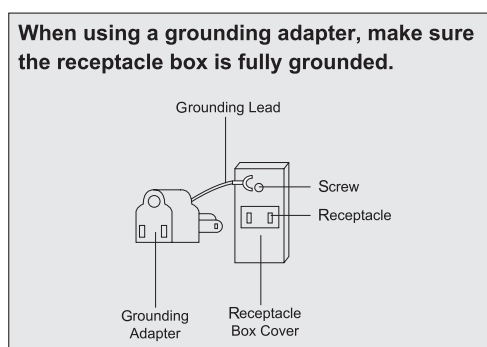 When using a grounding adapter, make sure
the receptacle box is fully grounded.
Grounding Lead
Screw
Receptacle
Grounding
Adapter
Receptacle
Box Cover